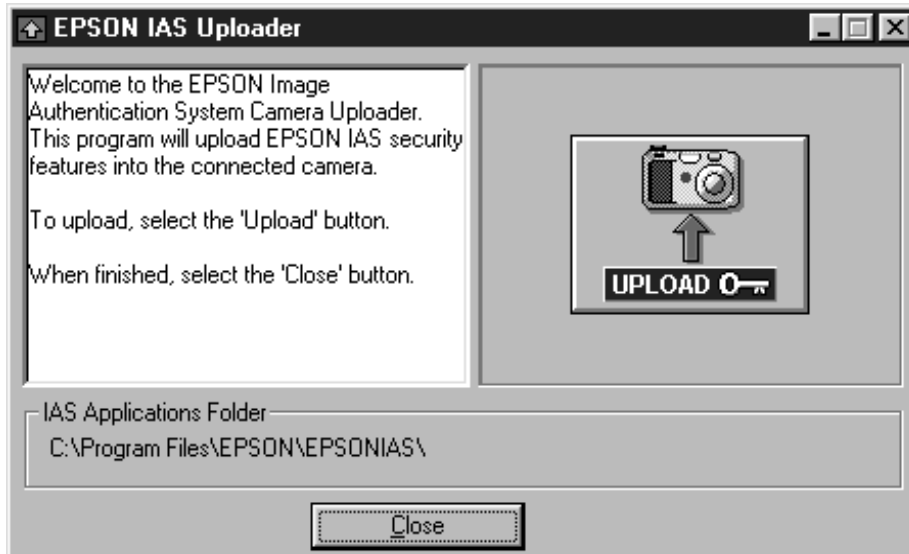 EPSON IAS Uploader
Welcome to the EPSON Image
Authentication System Camera Uploader.
This program will upload EPSON IAS security
features into the connected camera.
To upload, select the 'Upload' button.
When finished, select the 'Close' button.
UPLOAD
IAS Applications Folder
C:\Program Files\EPSON\EPSONIAS\
Close